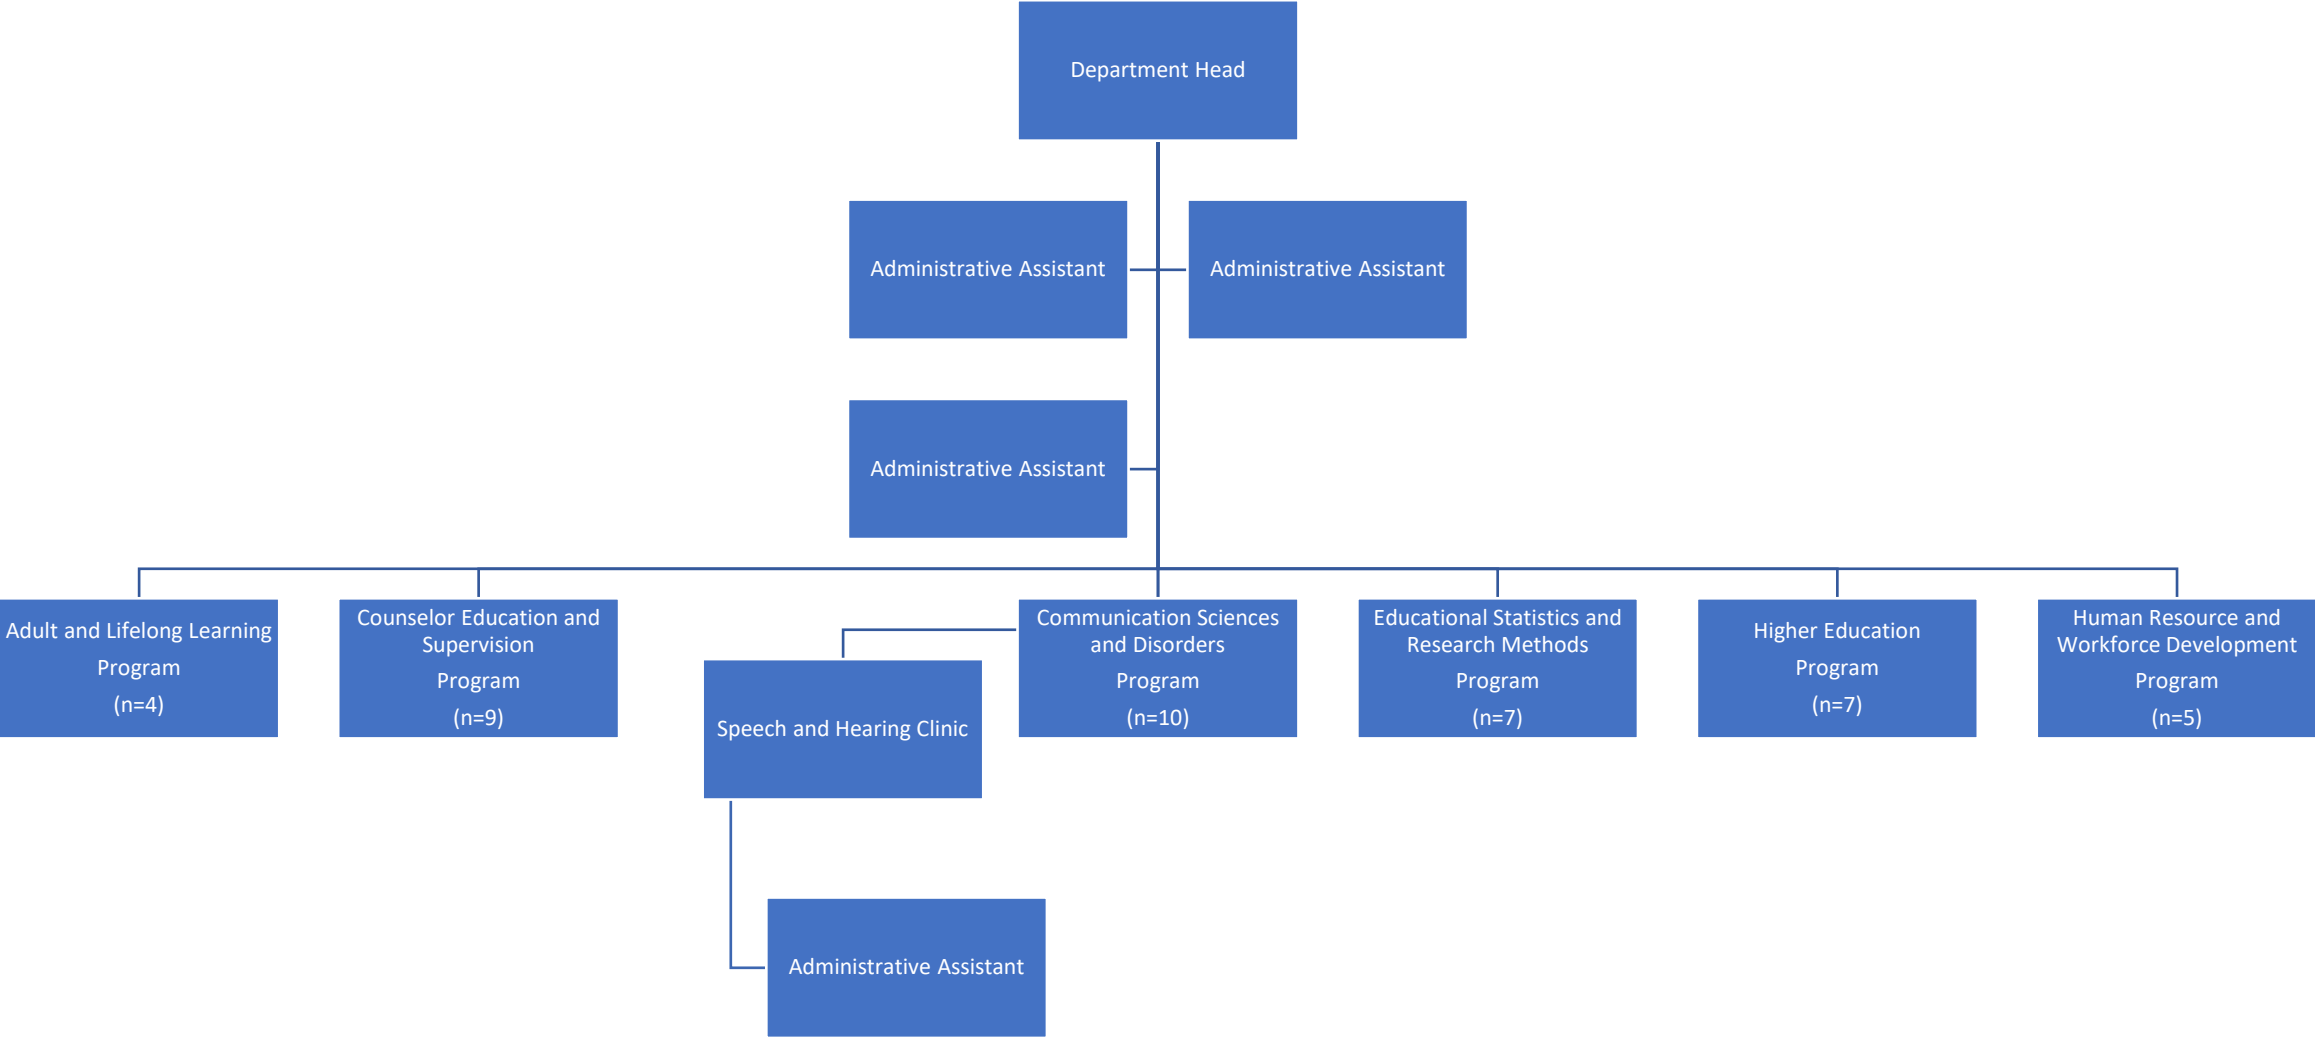 Department Head
Administrative Assistant
Administrative Assistant
Administrative Assistant
Adult and Lifelong Learning
Program
(n=4)
Counselor Education and
Supervision
Program
(n=9)
Speech and Hearing Clinic
Communication Sciences
and Disorders
Program
(n=10)
Educational Statistics and
Research Methods
Program
(n=7)
Higher Education
Program
(n=7)
Human Resource and
Workforce Development
Program
(n=5)
Administrative Assistant